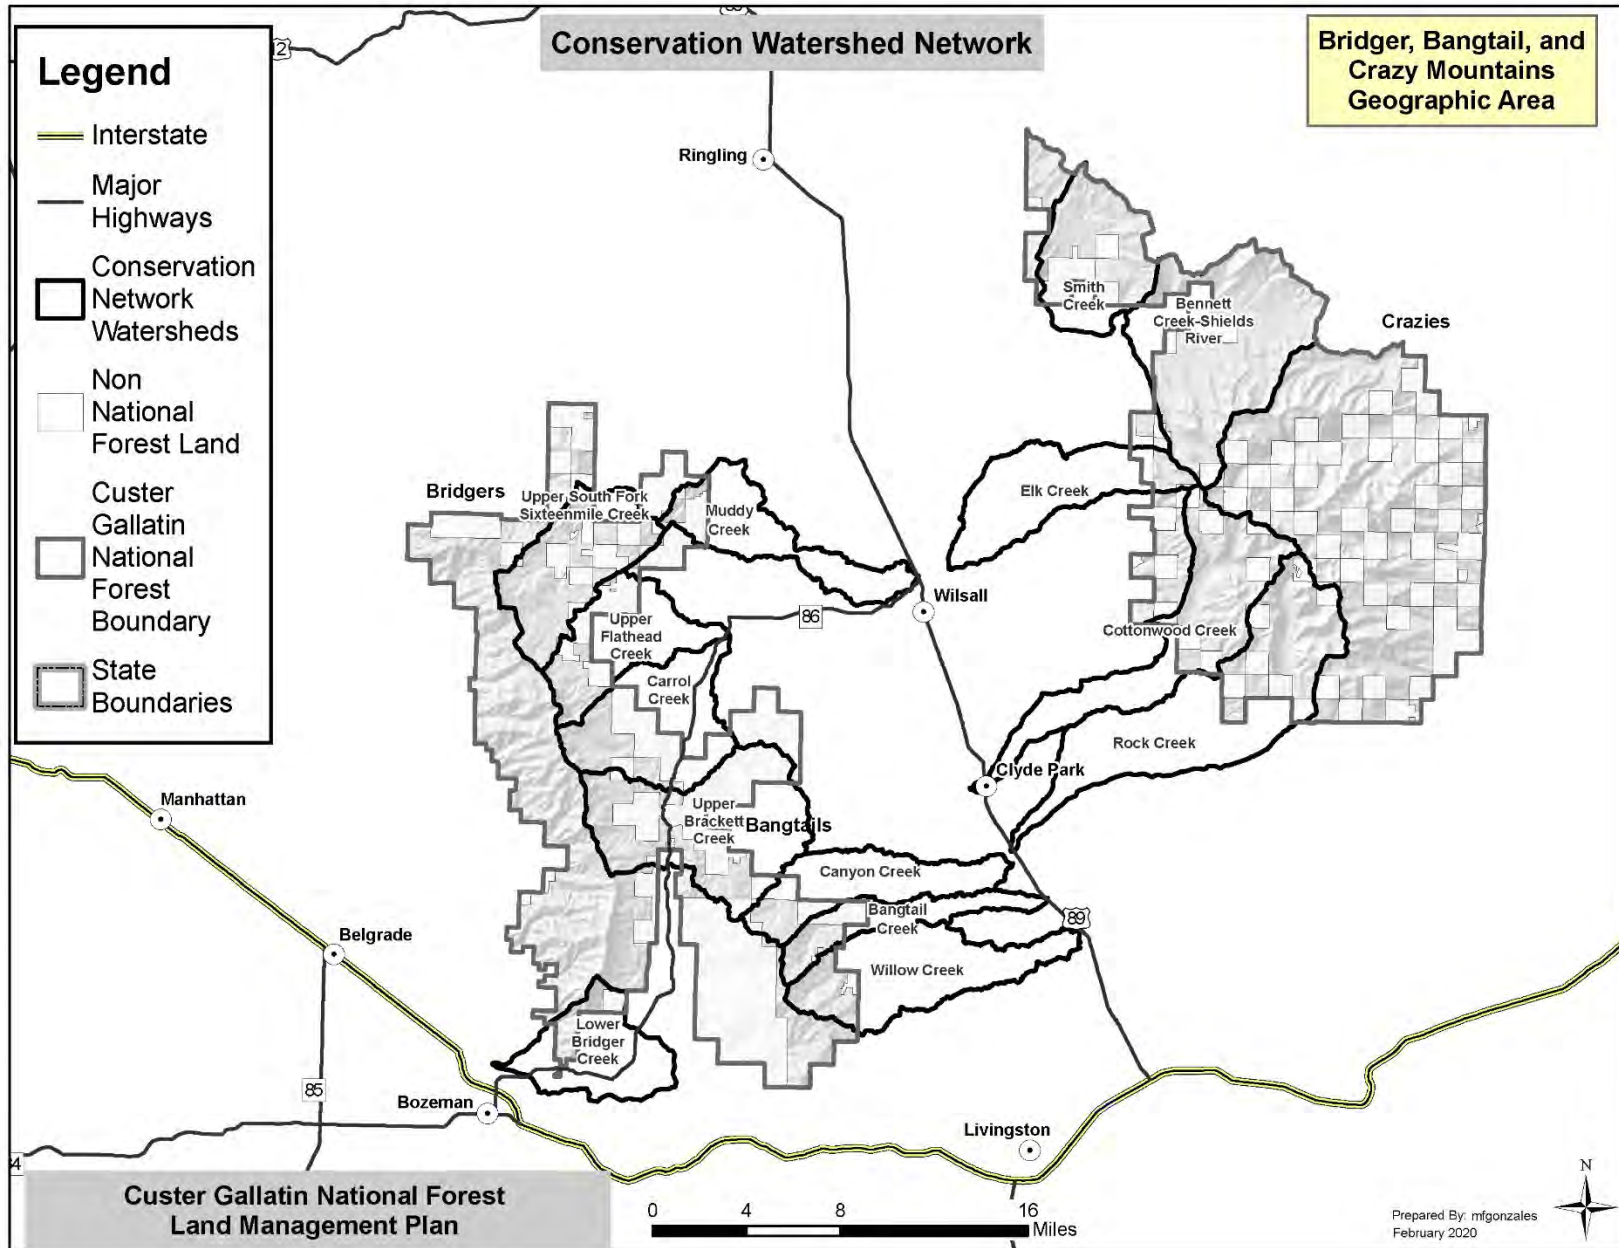 Conservation Watershed Network
Bridger, Bangtail, and
Crazy Mountains
Geographic Area
Legend
Interstate
Major
Highways
Conservation
Network
Watersheds
Non
National
Forest Land
Custer
Gallatin
National
Forest
Boundary
State
Boundaries
Ringling
Smith
Creek
Bennett
Creek-Shields
River
Crazies
Bridgers
Upper South Fork
Sixteenmile Creek
Muddy
Creek
Elk Creek
Wilsall
86
Upper
Flathead
Creek
Cottonwood Creek
Carrol
Creek
Rock Creek
Clyde Park
Manhattan
Upper
Brackett
Creek
Bangtails
Canyon Creek
Bangtail
Creek
89
Belgrade
Willow Creek
Lower
Bridger
Creek
85
Bozeman
Livingston
Custer Gallatin National Forest
Land Management Plan
0 4 8 16
Miles
N
Prepared By: mfgonzales
February 2020